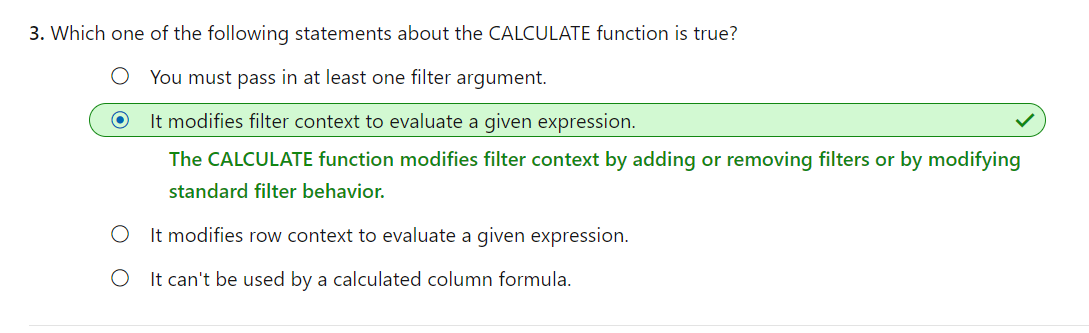 3. Which one of the following statements about the CALCULATE function is true?
You must pass in at least one filter argument.
It modifies filter context to evaluate a given expression.
The CALCULATE function modifies filter context by adding or removing filters or by modifying
standard filter behavior.
It modifies row context to evaluate a given expression.
It can't be used by a calculated column formula.